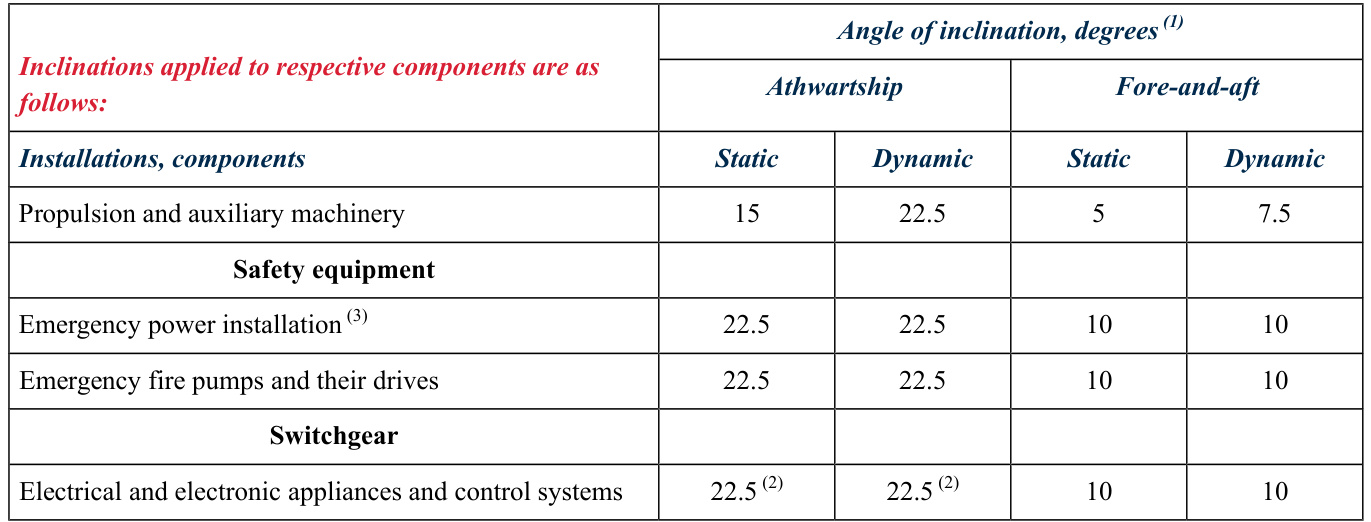 Angle of inclination, degrees (1)
Inclinations applied to respective components are as
follows:
Athwartship Fore-and-aft
Installations, components Static Dynamic Static Dynamic
Propulsion and auxiliary machinery 15 22.5 5 7.5
Safety equipment
Emergency power installation (3) 22.5 22.5 10 10
Emergency fire pumps and their drives 22.5 22.5 10 10
Switchgear
Electrical and electronic appliances and control systems 22.5 (2) 22.5 (2) 10 10